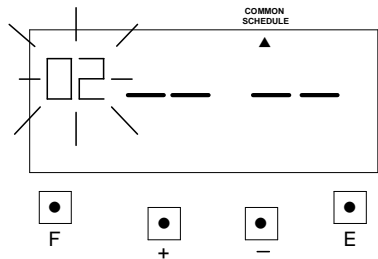 COMMON
SCHEDULE
02 -- --
F + - E